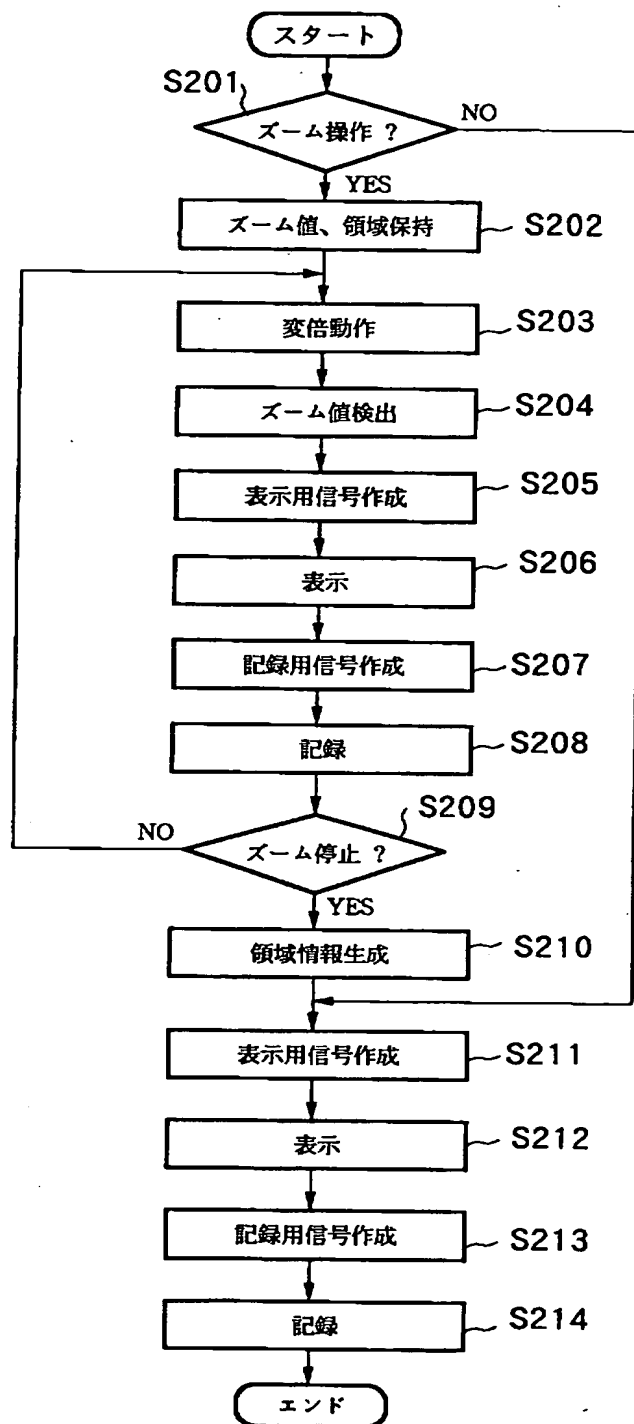 スタート
S201
ズーム操作 ?
NO
YES
ズーム値、領域保持
S202
変倍動作
S203
ズーム値検出
S204
表示用信号作成
S205
表示
S206
記録用信号作成
S207
記録
S208
S209
NO
ズーム停止 ?
YES
領域情報生成
S210
表示用信号作成
S211
表示
S212
記録用信号作成
S213
記録
S214
エンド